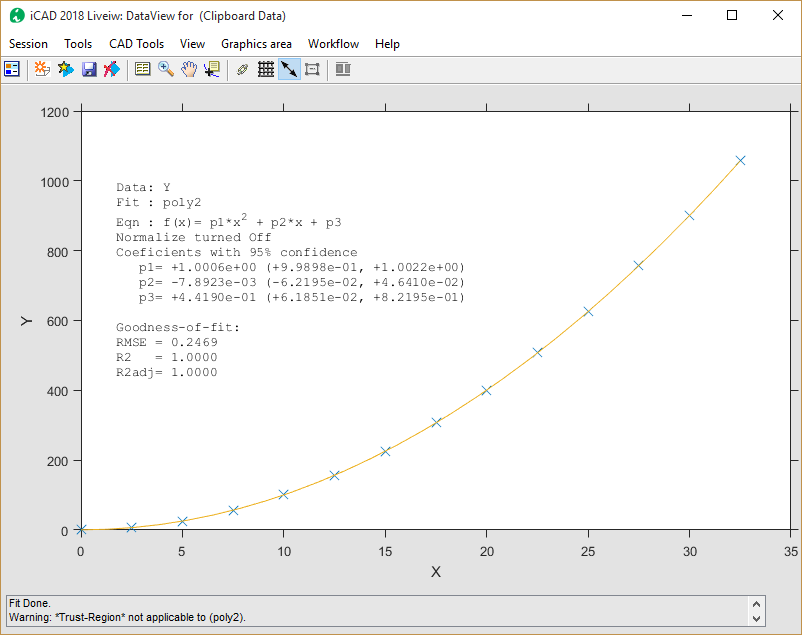 iCAD 2018 Liveiw: DataView for (Clipboard Data)
Session Tools CAD Tools View Graphics area Workflow Help
1200
1000
800
600
400
200
0
Y
Data: Y
Fit : poly2
Eqn : f(x)= p1*x^2 + p2*x + p3
Normalize turned Off
Coeficients with 95% confidence
p1= +1.0006e+00 (+9.9898e-01, +1.0022e+00)
p2= -7.8923e-03 (-6.2195e-02, +4.6410e-02)
p3= +4.4190e-01 (+6.1851e-02, +8.2195e-01)
Goodness-of-fit:
RMSE = 0.2469
R2 = 1.0000
R2adj= 1.0000
0 5 10 15 20 25 30 35
X
Fit Done.
Warning: *Trust-Region* not applicable to (poly2).